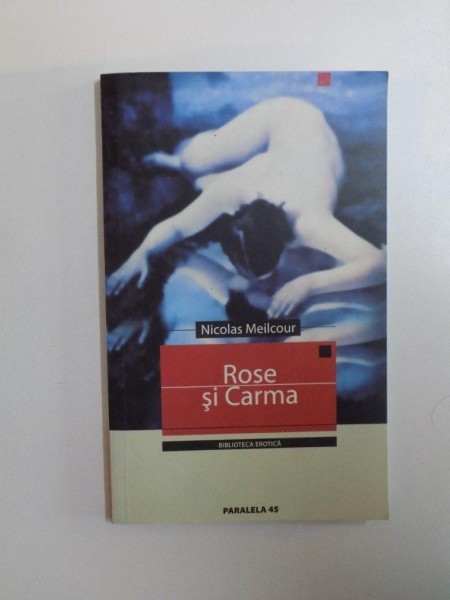 Nicolas Meilcour
Rose
şi Carma
BIBLIOTECA EROTICĂ
PARALELA 45